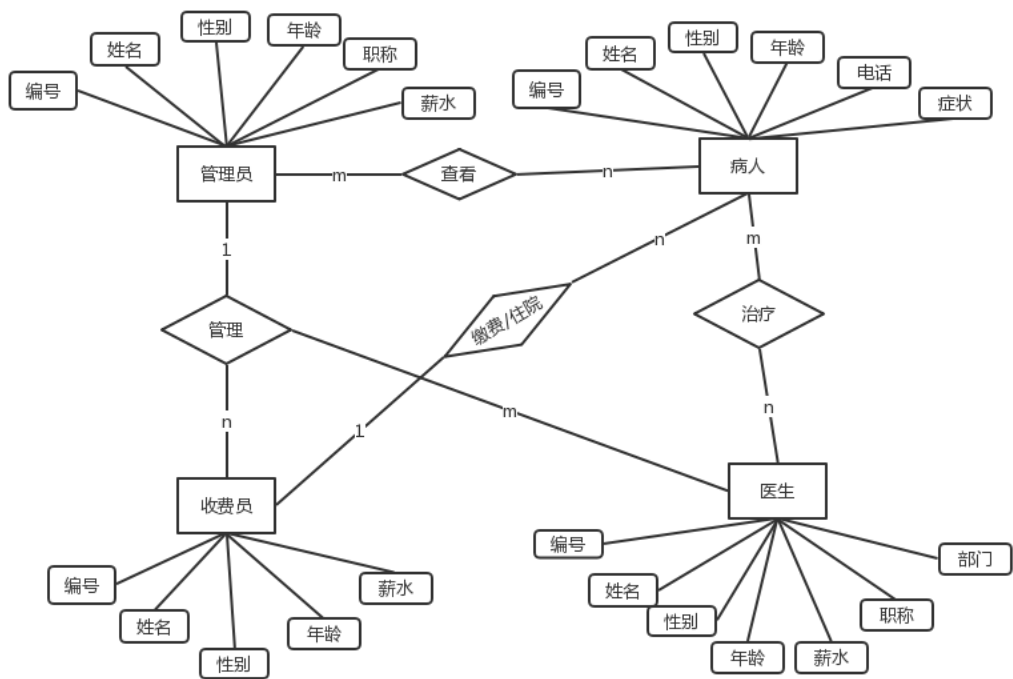 性别
年龄
姓名
职称
编号
薪水
性别
年龄
姓名
电话
编号
症状
管理员
m
查看
n
病人
1
n
m
管理
缴费/住院
治疗
m
n
n
1
收费员
医生
编号
姓名
性别
年龄
薪水
编号
姓名
性别
年龄
薪水
职称
部门